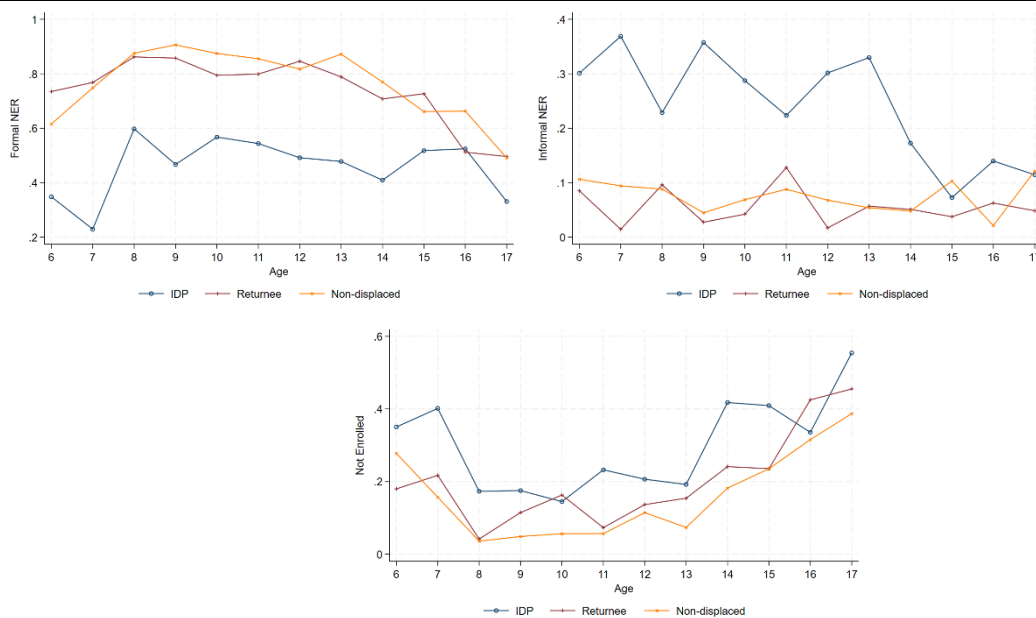 1
.8
.6
.4
.2
Formal NER
6 7 8 9 10 11 12 13 14 15 16 17
Age
IDP Returnee Non-displaced
.4
.3
.2
.1
0
Informal NER
6 7 8 9 10 11 12 13 14 15 16 17
Age
IDP Returnee Non-displaced
.6
.4
.2
0
Not Enrolled
6 7 8 9 10 11 12 13 14 15 16 17
Age
IDP Returnee Non-displaced